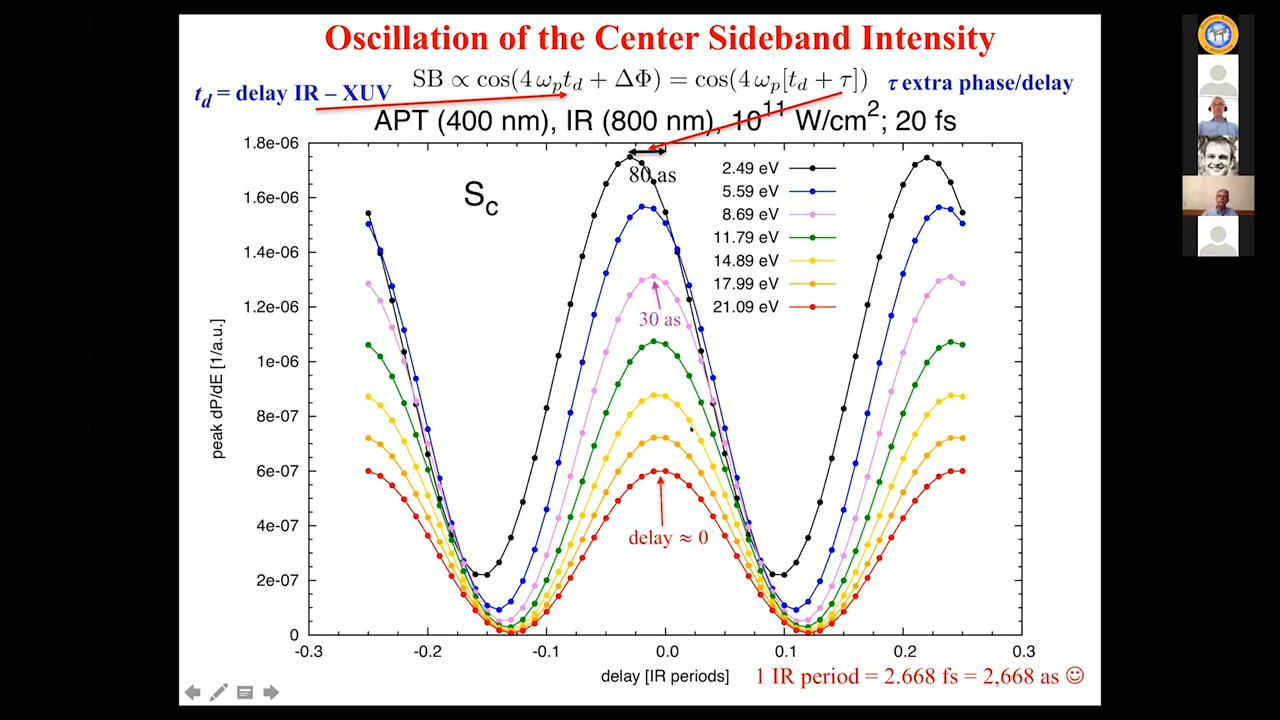 Oscillation of the Center Sideband Intensity
SB ∝ cos(4 ω_p t_d + ΔΦ) = cos(4 ω_p[t_d + τ])
t_d = delay IR – XUV
τ extra phase/delay
APT (400 nm), IR (800 nm), 10^11 W/cm^2; 20 fs
1.8e-06
1.6e-06
1.4e-06
1.2e-06
1e-06
8e-07
6e-07
4e-07
2e-07
0
peak dP/dE [1/a.u.]
S_c
80 as
2.49 eV
5.59 eV
8.69 eV
11.79 eV
14.89 eV
17.99 eV
21.09 eV
30 as
delay ≈ 0
-0.3 -0.2 -0.1 0.0 0.1 0.2 0.3
delay [IR periods]
1 IR period = 2.668 fs = 2,668 as ☺